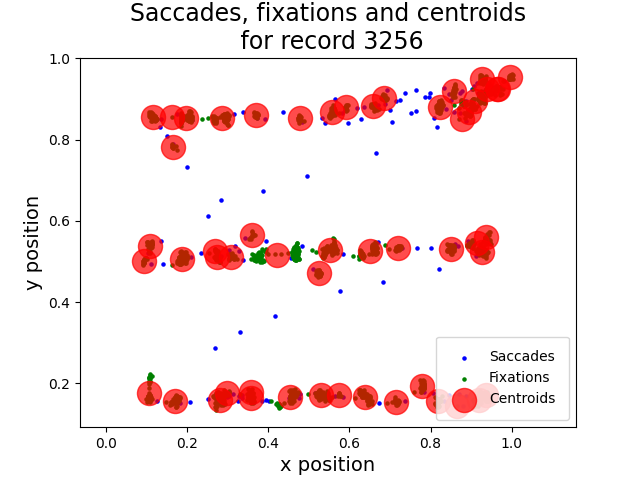 Saccades, fixations and centroids
for record 3256
1.0
0.8
0.6
0.4
0.2
y position
Saccades
Fixations
Centroids
0.0 0.2 0.4 0.6 0.8 1.0
x position